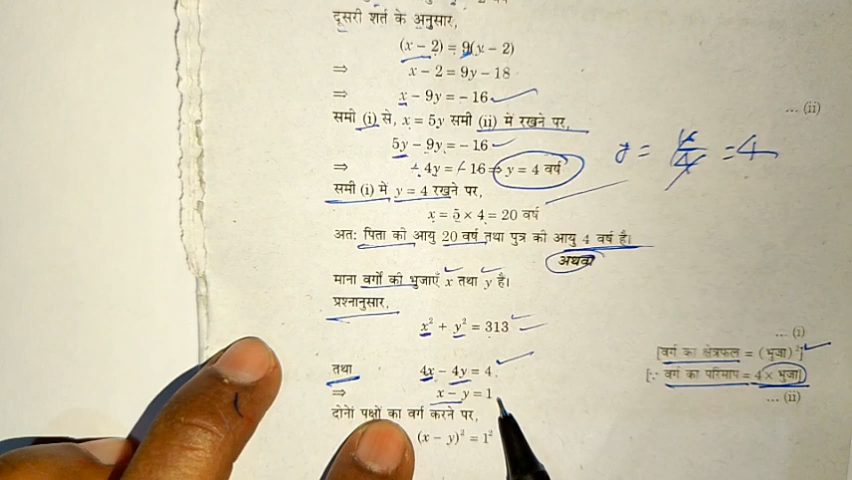 दूसरी शर्त के अनुसार,
(x – 2) = 9(y – 2)
⇒ x – 2 = 9y – 18
⇒ x – 9y = – 16
... (ii)
समी (i) से, x = 5y समी (ii) में रखने पर,
5y – 9y = – 16
y = = 4
⇒ – 4y = – 16 ⇒ y = 4 वर्ष
समी (i) में y = 4 रखने पर,
x = 5 × 4 = 20 वर्ष
अतः पिता की आयु 20 वर्ष तथा पुत्र की आयु 4 वर्ष है।
अथवा
माना वर्गों की भुजाएँ x तथा y है।
प्रश्नानुसार,
x² + y² = 313
... (i)
[वर्ग का क्षेत्रफल = (भुजा)²]
तथा 4x – 4y = 4
[∵ वर्ग का परिमाप = 4 × भुजा]
⇒ x – y = 1
... (ii)
दोनों पक्षों का वर्ग करने पर,
(x – y)² = 1²